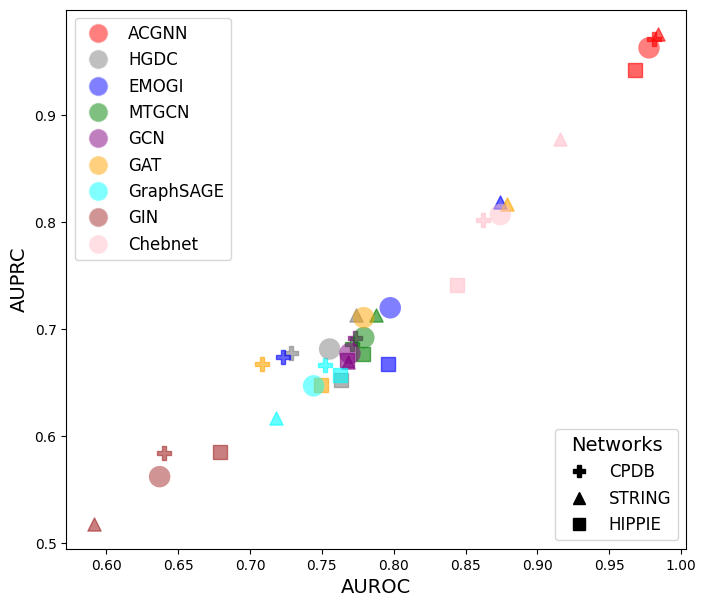 ACGNN
HGDC
EMOGI
MTGCN
GCN
GAT
GraphSAGE
GIN
Chebnet
Networks
CPDB
STRING
HIPPIE
AUPRC
0.9
0.8
0.7
0.6
0.5
0.60 0.65 0.70 0.75 0.80 0.85 0.90 0.95 1.00
AUROC